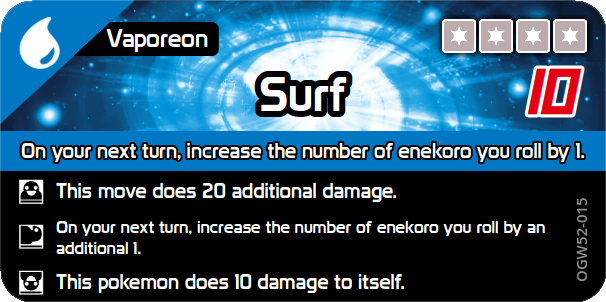 Vaporeon
Surf
10
On your next turn, increase the number of enekoro you roll by 1.
This move does 20 additional damage.
On your next turn, increase the number of enekoro you roll by an
additional 1.
This pokemon does 10 damage to itself.
OGW52-015